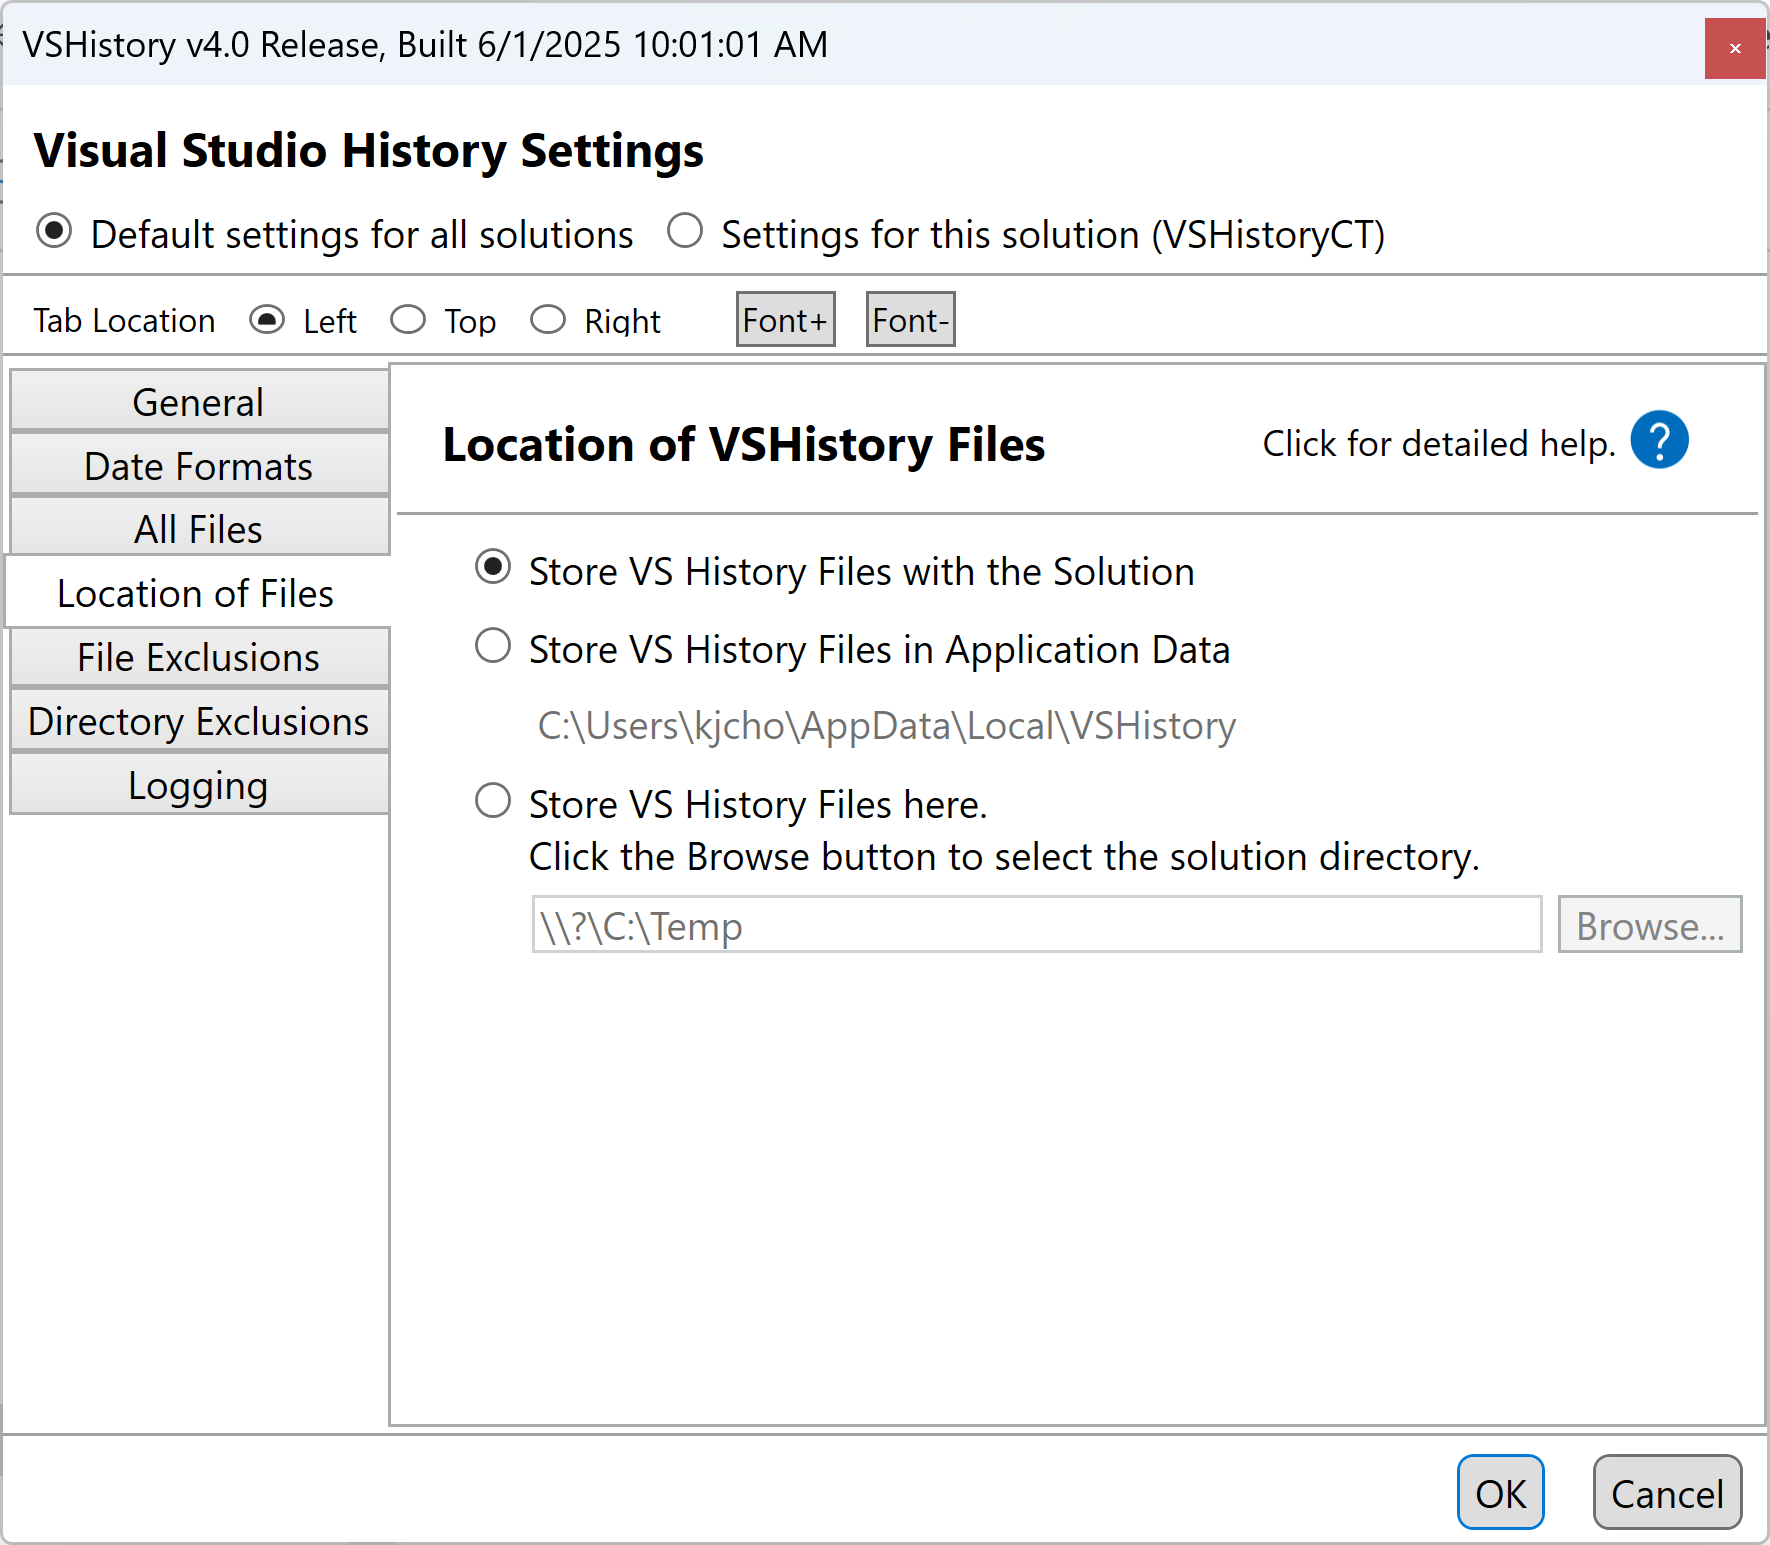 VSHistory v4.0 Release, Built 6/1/2025 10:01:01 AM
Visual Studio History Settings
Default settings for all solutions Settings for this solution (VSHistoryCT)
Tab Location Left Top Right Font+ Font-
General
Date Formats
All Files
Location of Files
File Exclusions
Directory Exclusions
Logging
Location of VSHistory Files Click for detailed help. ?
Store VS History Files with the Solution
Store VS History Files in Application Data
C:\Users\kjcho\AppData\Local\VSHistory
Store VS History Files here.
Click the Browse button to select the solution directory.
\\?\C:\Temp Browse...
OK Cancel